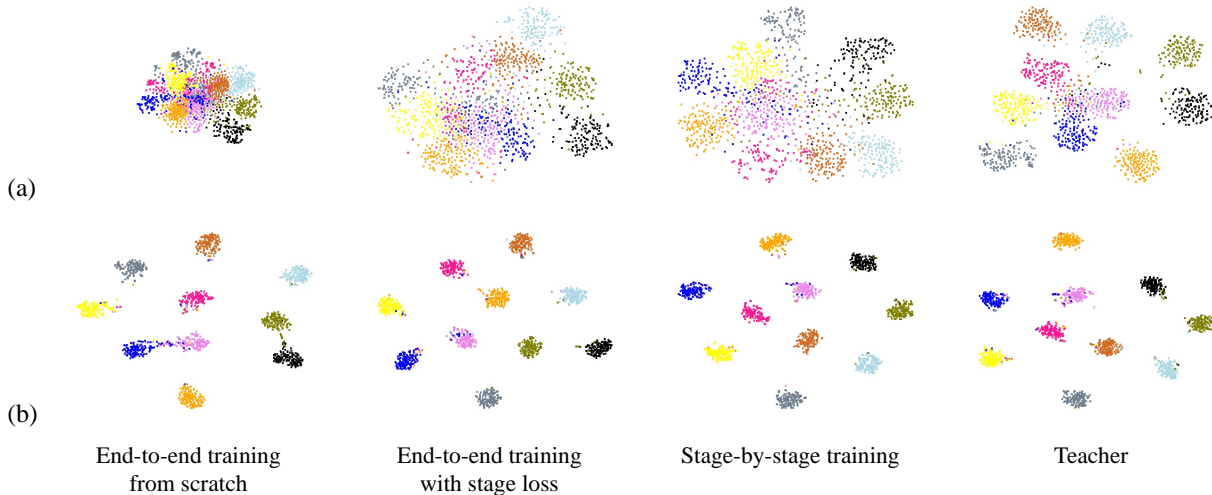 (a)
(b)
End-to-end training
from scratch
End-to-end training
with stage loss
Stage-by-stage training
Teacher